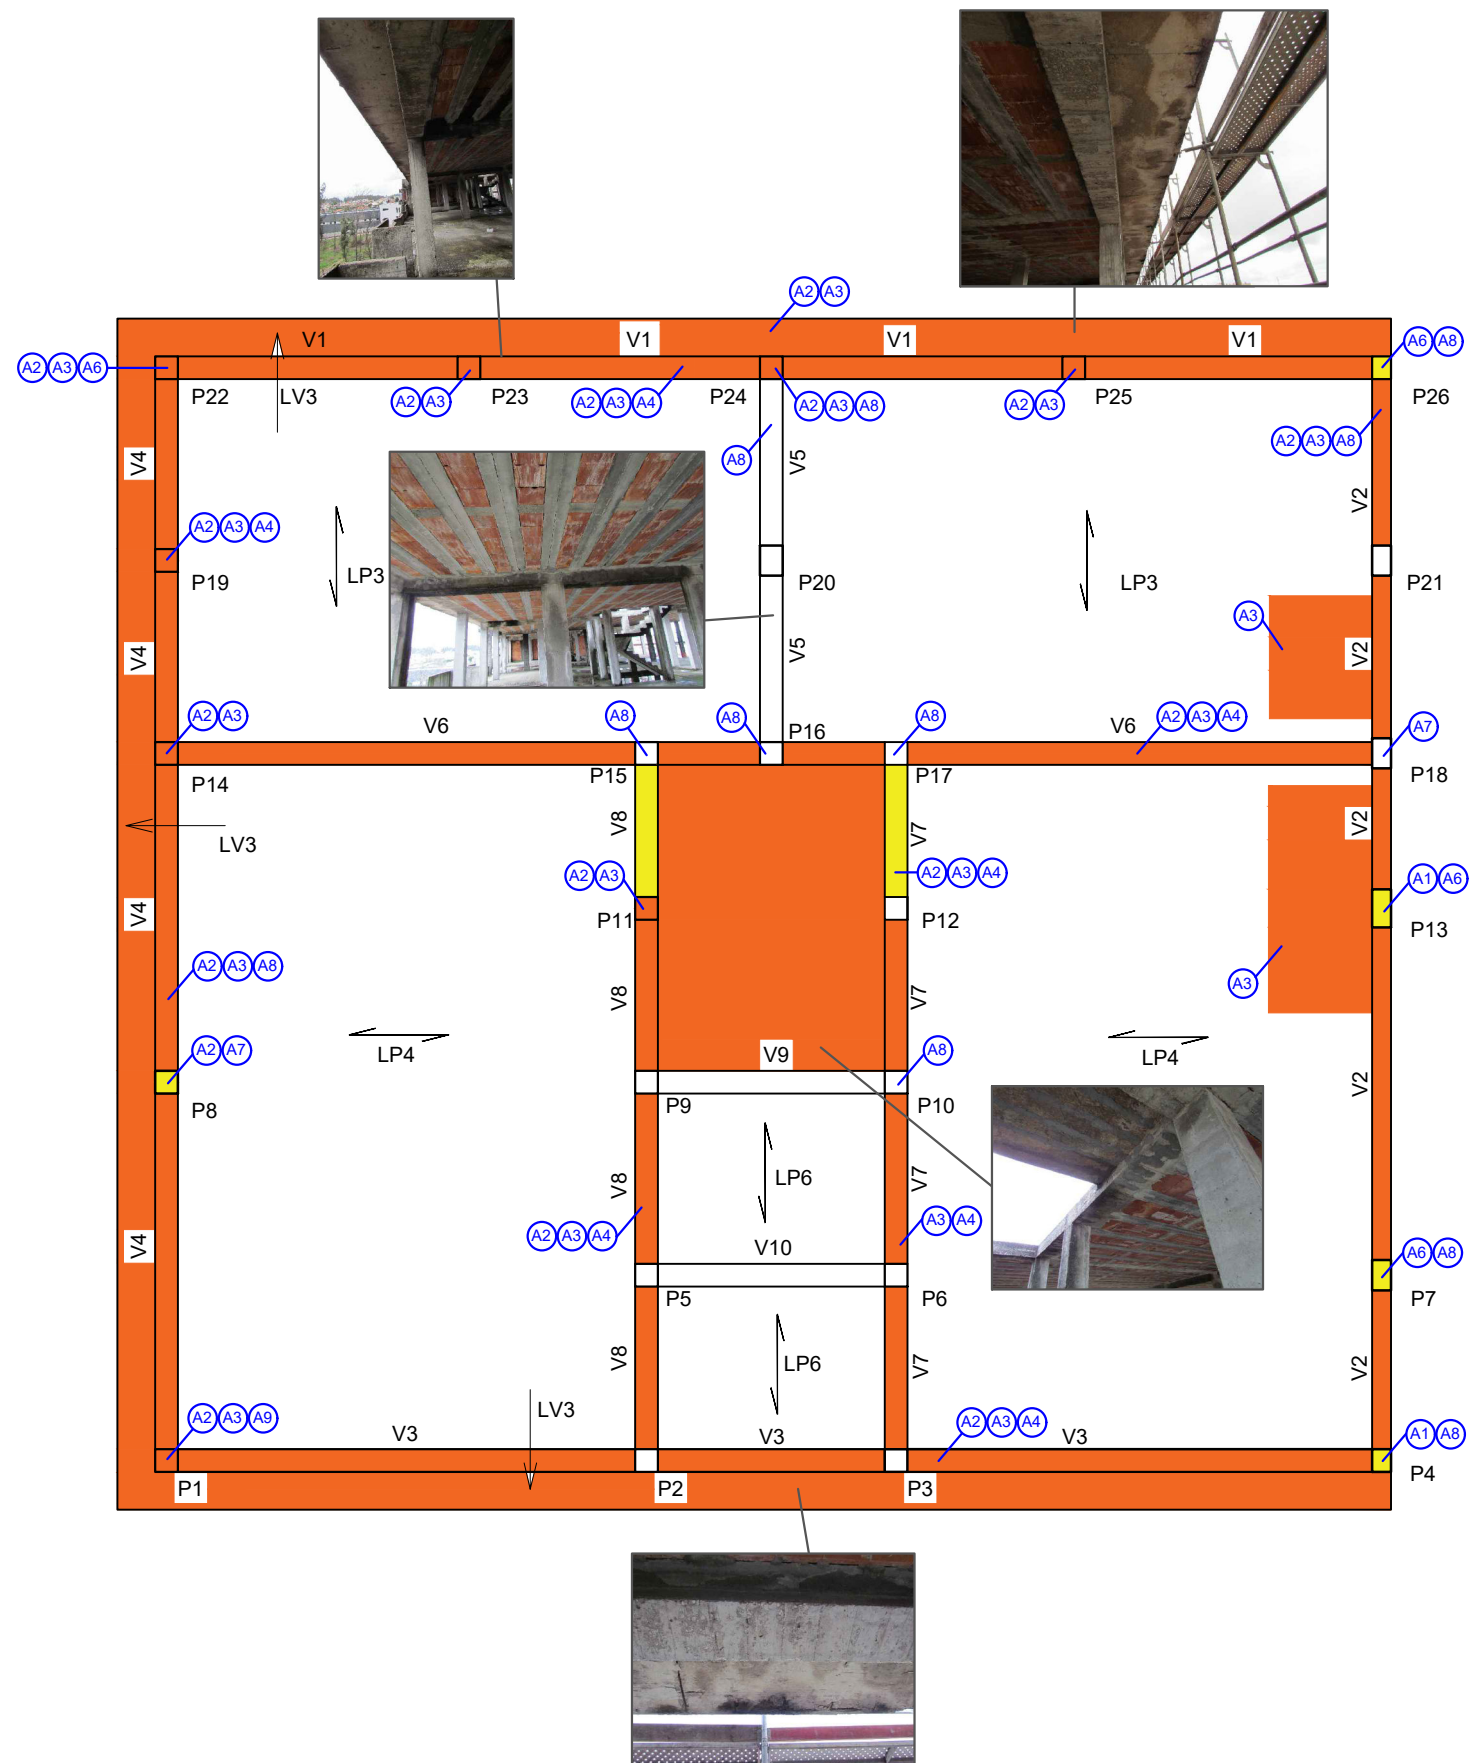 A2 A3
V1 V1 V1 V1
A2 A3 A6
A6 A8
P22 LV3 A2 A3 P23 A2 A3 A4 P24 A2 A3 A8 A2 A3 P25 P26
A2 A3 A8
V4 A8 V5 V2
A2 A3 A4
P19 LP3 P20 LP3 P21
A3
V4 V5 V2
A2 A3 V6 A8 A8 P16 A8 V6 A2 A3 A4 A7
P14 P15 P17 P18
LV3 V8 V7 V2
A2 A3 A2 A3 A4 A1 A6
V4 P11 P12 P13
A2 A3 A8 V8 V7 A3
A2 A7 LP4 V9 A8 LP4 V2
P8 P9 P10
V8 LP6 V7
A2 A3 A4 A3 A4
V4 V10 A6 A8
P5 P6 P7
V8 LP6 V7 V2
A2 A3 A9 V3 LV3 V3 A2 A3 A4 V3 A1 A8
P1 P2 P3 P4